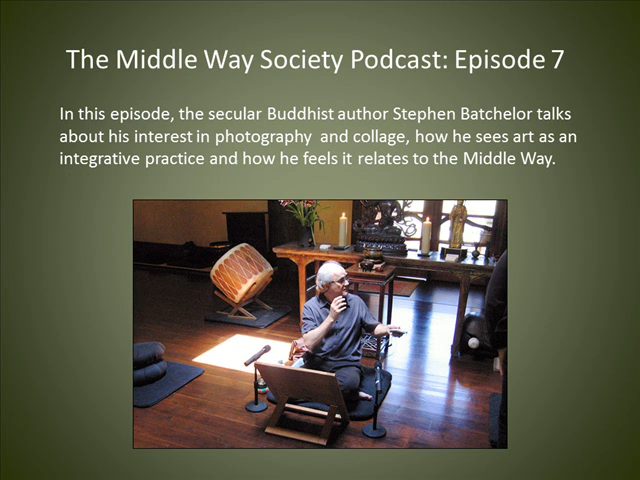 The Middle Way Society Podcast: Episode 7
In this episode, the secular Buddhist author Stephen Batchelor talks
about his interest in photography and collage, how he sees art as an
integrative practice and how he feels it relates to the Middle Way.